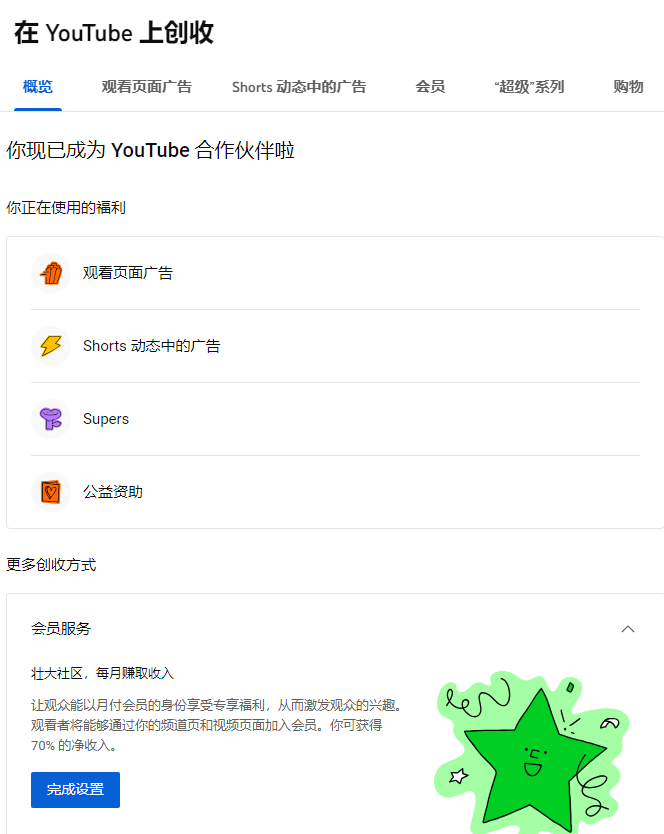 在 YouTube 上创收
概览 观看页面广告 Shorts 动态中的广告 会员 “超级”系列 购物
你现已成为 YouTube 合作伙伴啦
你正在使用的福利
观看页面广告
Shorts 动态中的广告
Supers
公益资助
更多创收方式
会员服务
壮大社区，每月赚取收入
让观众能以月付会员的身份享受专享福利，从而激发观众的兴趣。
观看者将能够通过你的频道页和视频页面加入会员。你可获得
70% 的净收入。
完成设置